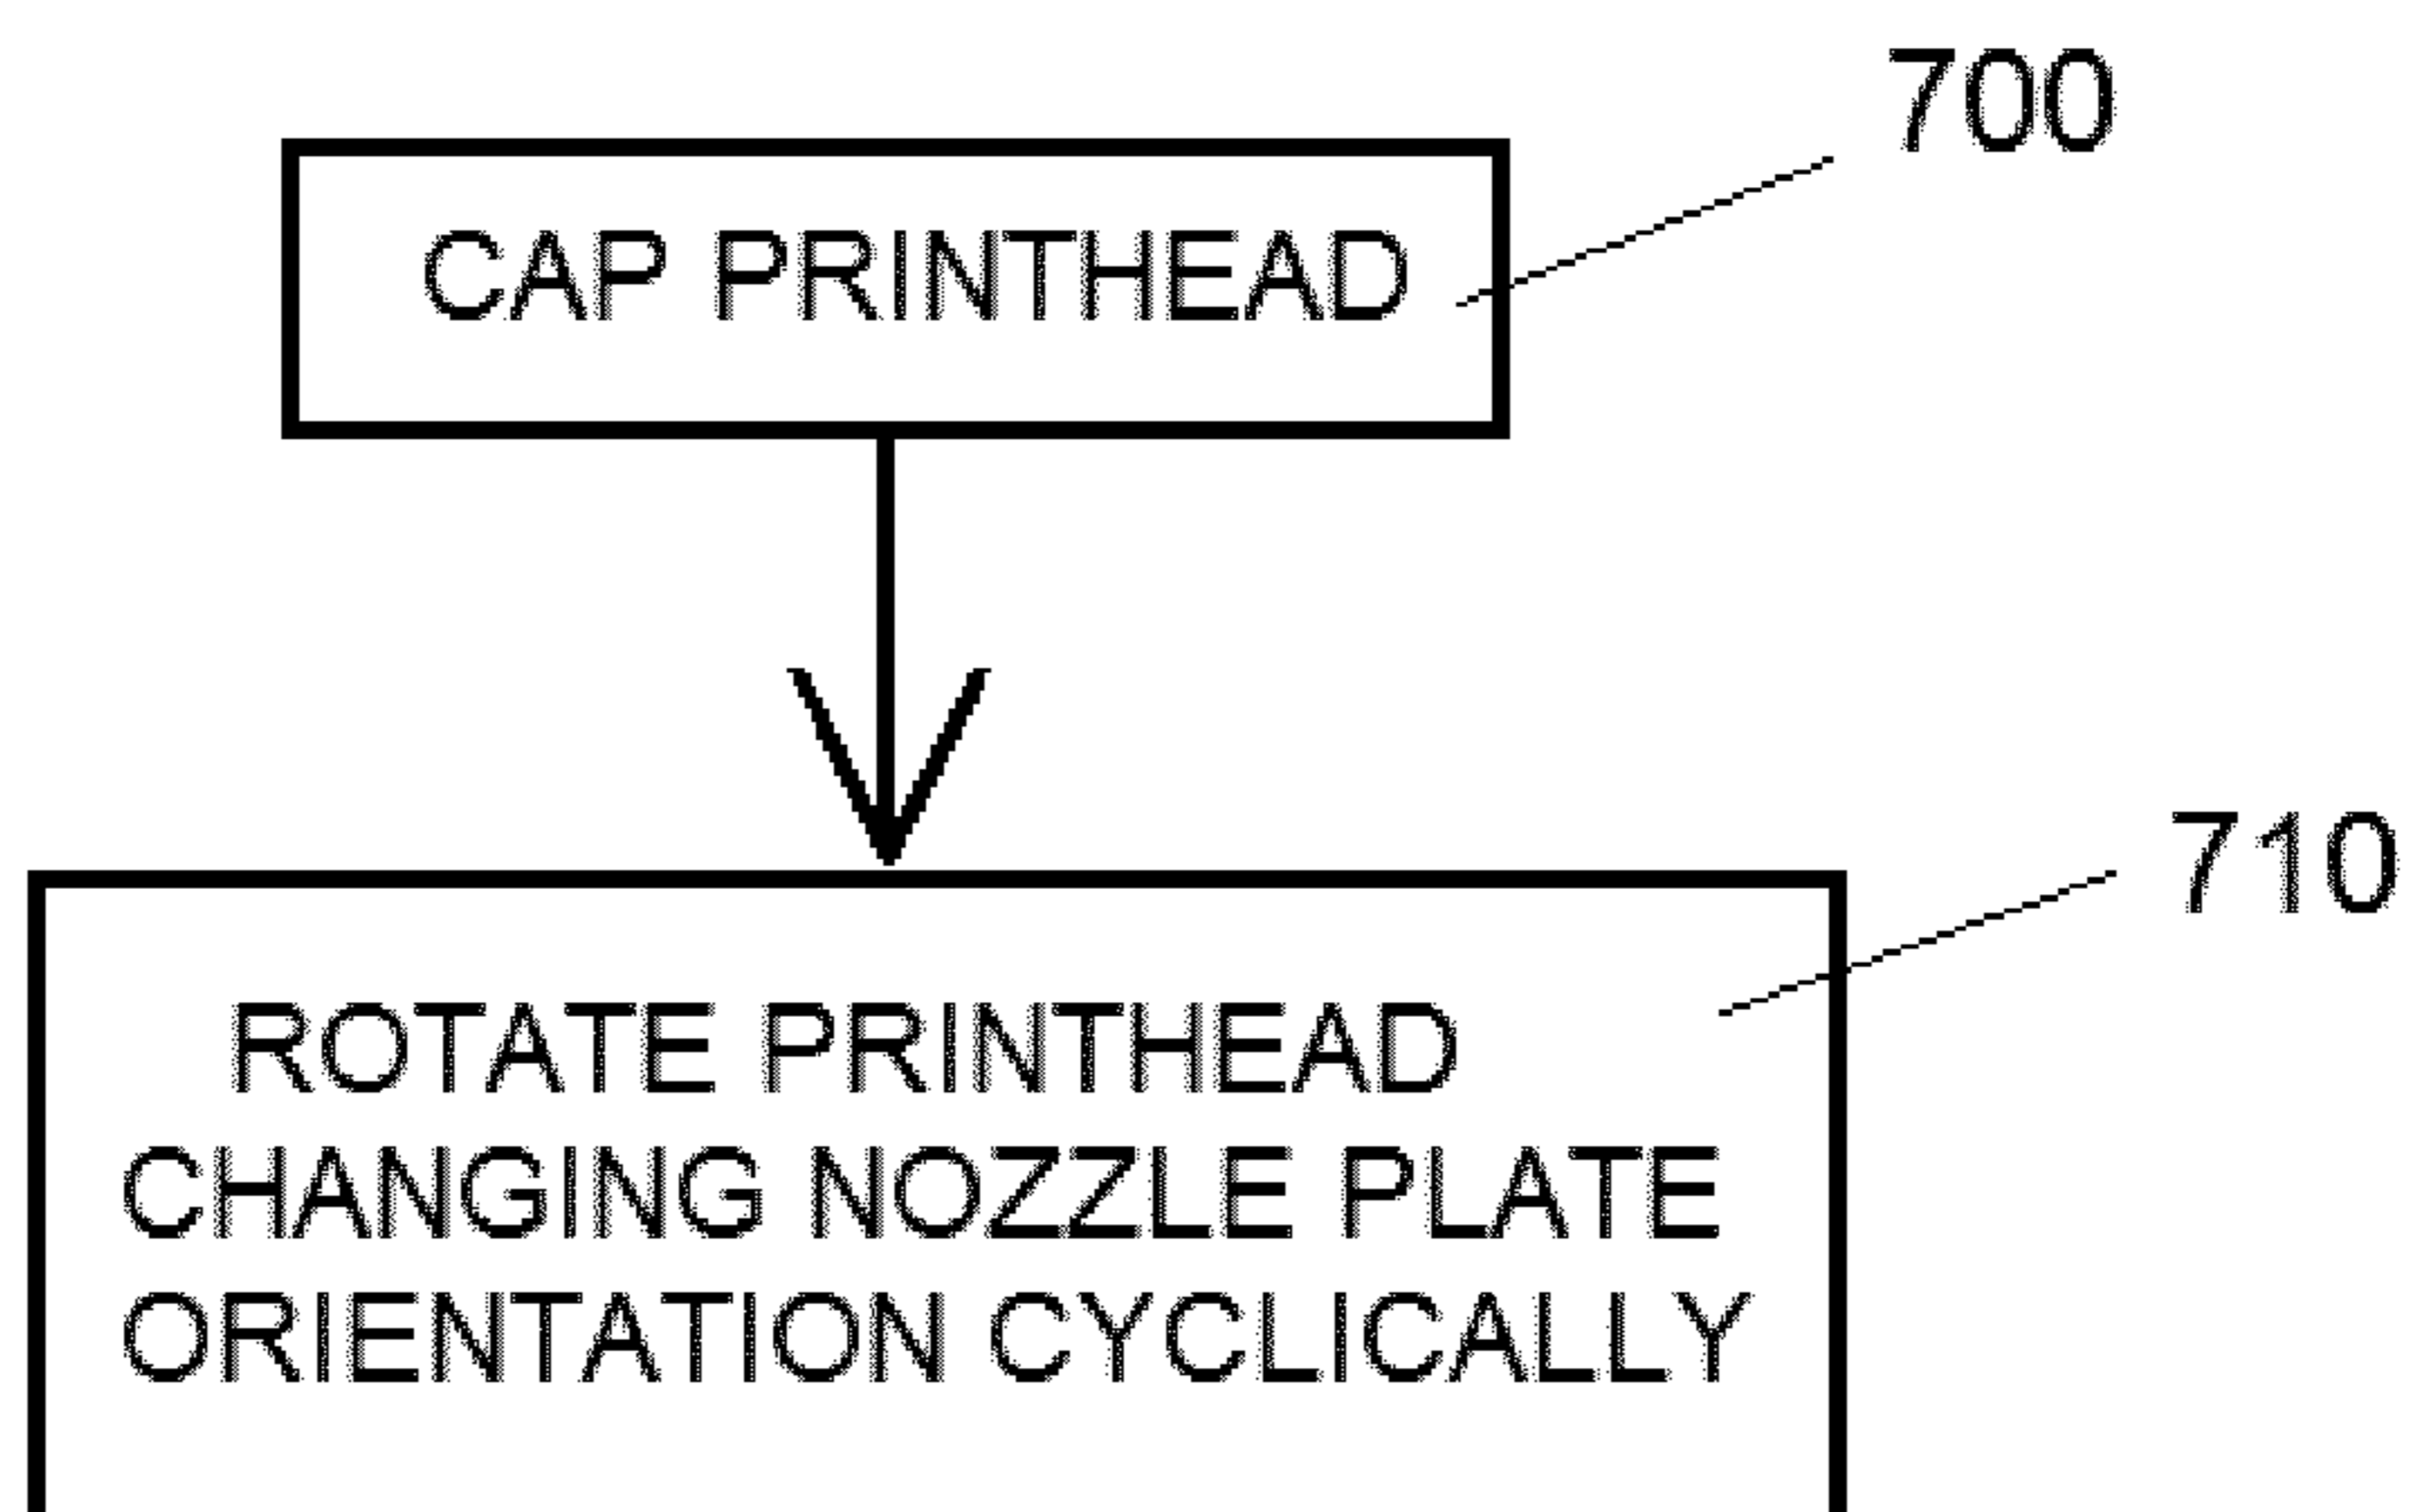 700
CAP PRINTHEAD
710
ROTATE PRINTHEAD
CHANGING NOZZLE PLATE
ORIENTATION CYCLICALLY